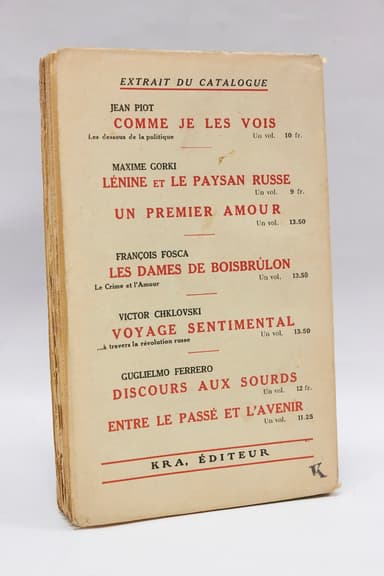 EXTRAIT DU CATALOGUE
JEAN PIOT
COMME JE LES VOIS
Les dessous de la politique Un vol. 10 fr.
MAXIME GORKI
LÉNINE ET LE PAYSAN RUSSE
Un vol. 9 fr.
UN PREMIER AMOUR
Un vol. 13.50
FRANÇOIS FOSCA
LES DAMES DE BOISBRÛLON
Le Crime et l'Amour Un vol. 13.50
VICTOR CHKLOVSKI
VOYAGE SENTIMENTAL
...à travers la révolution russe Un vol. 13.50
GUGLIELMO FERRERO
DISCOURS AUX SOURDS
Un vol. 12 fr.
ENTRE LE PASSÉ ET L'AVENIR
Un vol. 11.25
KRA, ÉDITEUR
K